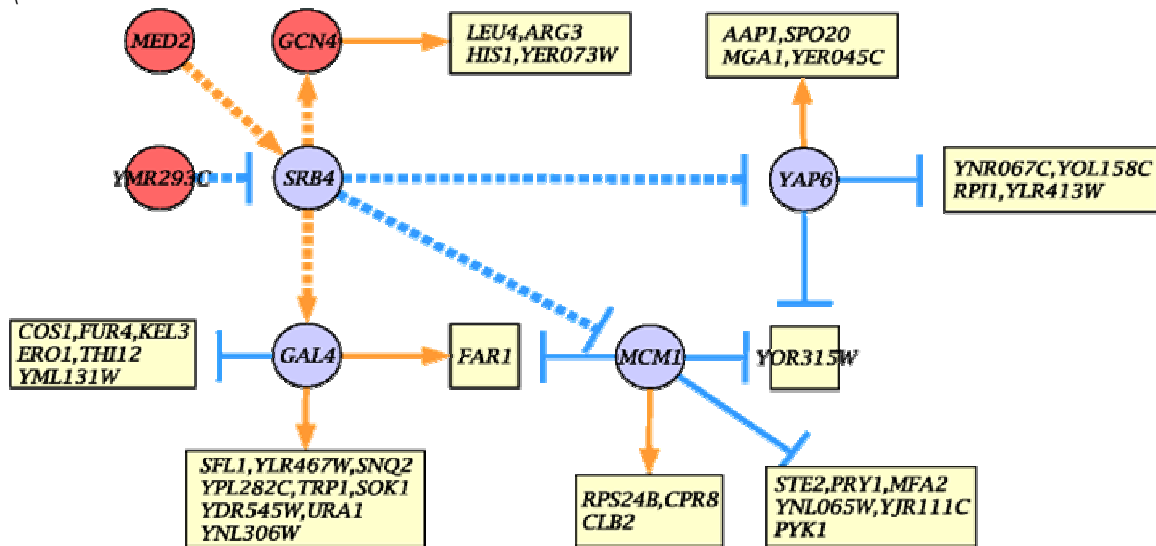 MED2
GCN4
LEU4,ARG3
HIS1,YER073W
AAP1,SPO20
MGA1,YER045C
YMR293C
SRB4
YAP6
YNR067C,YOL158C
RPI1,YLR413W
COS1,FUR4,KEL3
ERO1,THI12
YML131W
GAL4
FAR1
MCM1
YOR315W
SFL1,YLR467W,SNQ2
YPL282C,TRP1,SOK1
YDR545W,URA1
YNL306W
RPS24B,CPR8
CLB2
STE2,PRY1,MFA2
YNL065W,YJR111C
PYK1